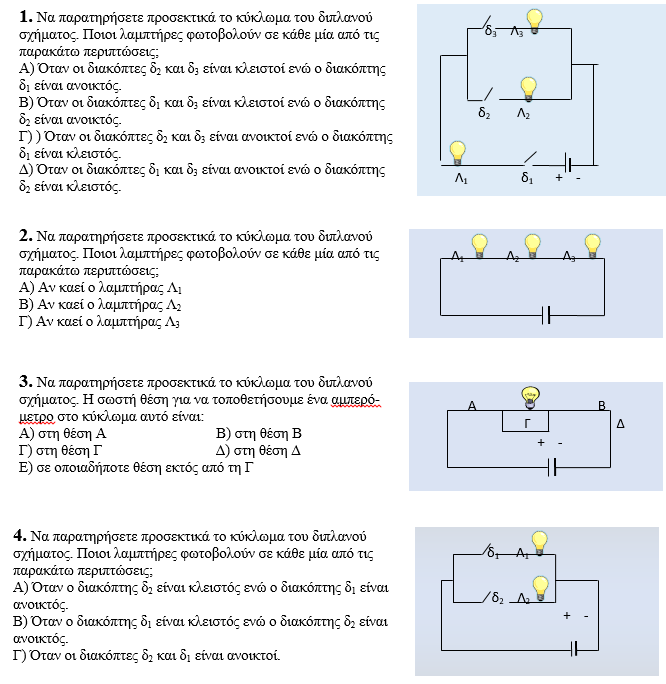 1. Να παρατηρήσετε προσεκτικά το κύκλωμα του διπλανού
σχήματος. Ποιοι λαμπτήρες φωτοβολούν σε κάθε μία από τις
παρακάτω περιπτώσεις;
Α) Όταν οι διακόπτες δ₂ και δ₃ είναι κλειστοί ενώ ο διακόπτης
δ₁ είναι ανοικτός.
Β) Όταν οι διακόπτες δ₁ και δ₃ είναι κλειστοί ενώ ο διακόπτης
δ₂ είναι ανοικτός.
Γ) ) Όταν οι διακόπτες δ₂ και δ₃ είναι ανοικτοί ενώ ο διακόπτης
δ₁ είναι κλειστός.
Δ) Όταν οι διακόπτες δ₁ και δ₃ είναι ανοικτοί ενώ ο διακόπτης
δ₂ είναι κλειστός.
δ₃ Λ₃
δ₂ Λ₂
Λ₁ δ₁ + -
2. Να παρατηρήσετε προσεκτικά το κύκλωμα του διπλανού
σχήματος. Ποιοι λαμπτήρες φωτοβολούν σε κάθε μία από τις
παρακάτω περιπτώσεις;
Α) Αν καεί ο λαμπτήρας Λ₁
Β) Αν καεί ο λαμπτήρας Λ₂
Γ) Αν καεί ο λαμπτήρας Λ₃
Λ₁ Λ₂ Λ₃
3. Να παρατηρήσετε προσεκτικά το κύκλωμα του διπλανού
σχήματος. Η σωστή θέση για να τοποθετήσουμε ένα αμπερό-
μετρο στο κύκλωμα αυτό είναι:
Α) στη θέση Α Β) στη θέση Β
Γ) στη θέση Γ Δ) στη θέση Δ
Ε) σε οποιαδήποτε θέση εκτός από τη Γ
Α Β
Γ Δ
+ -
4. Να παρατηρήσετε προσεκτικά το κύκλωμα του διπλανού
σχήματος. Ποιοι λαμπτήρες φωτοβολούν σε κάθε μία από τις
παρακάτω περιπτώσεις;
Α) Όταν ο διακόπτης δ₂ είναι κλειστός ενώ ο διακόπτης δ₁ είναι
ανοικτός.
Β) Όταν ο διακόπτης δ₁ είναι κλειστός ενώ ο διακόπτης δ₂ είναι
ανοικτός.
Γ) Όταν οι διακόπτες δ₂ και δ₁ είναι ανοικτοί.
δ₁ Λ₁
δ₂ Λ₂
+ -